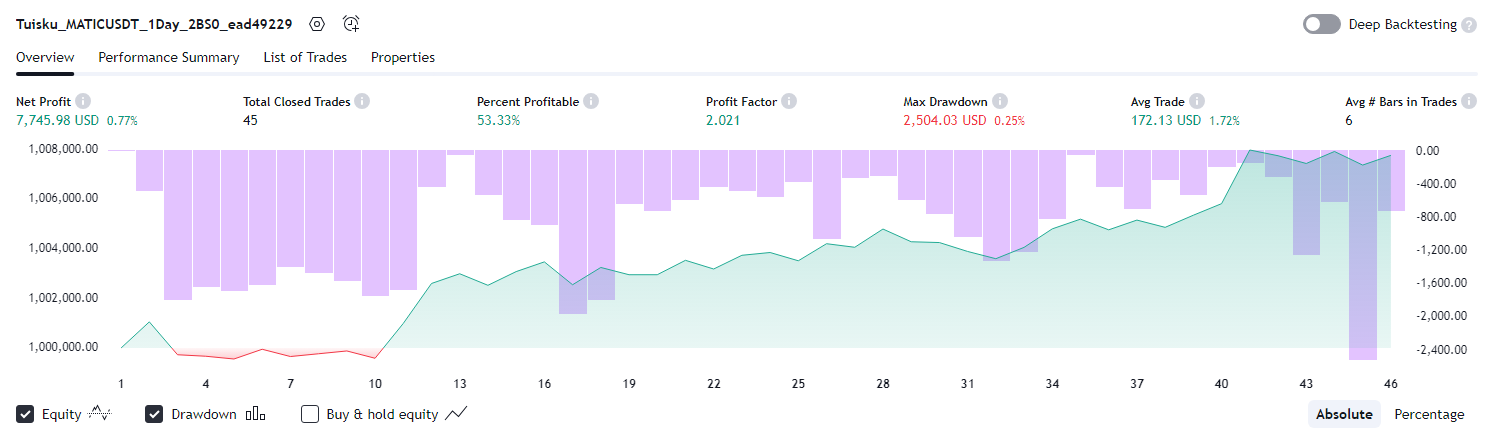 Tuisku_MATICUSDT_1Day_2BS0_ead49229 Deep Backtesting
Overview Performance Summary List of Trades Properties
Net Profit Total Closed Trades Percent Profitable Profit Factor Max Drawdown Avg Trade Avg # Bars in Trades
7,745.98 USD 0.77% 45 53.33% 2.021 2,504.03 USD 0.25% 172.13 USD 1.72% 6
1,008,000.00 0.00
1,006,000.00 -400.00
-800.00
1,004,000.00 -1,200.00
1,002,000.00 -1,600.00
-2,000.00
1,000,000.00 -2,400.00
1 4 7 10 13 16 19 22 25 28 31 34 37 40 43 46
Equity Drawdown Buy & hold equity Absolute Percentage